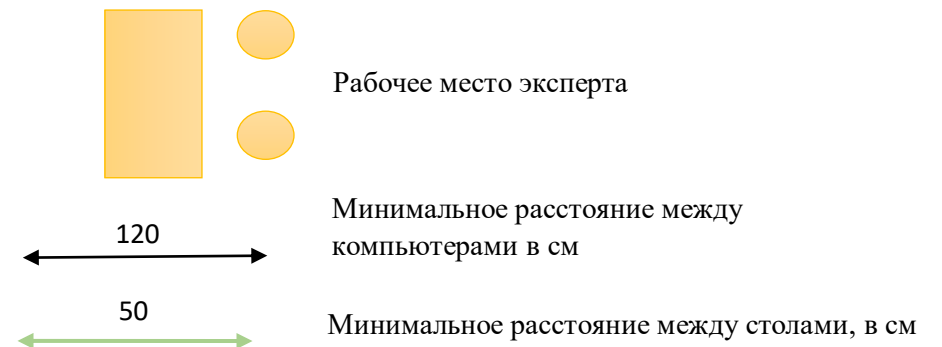 Рабочее место эксперта
Минимальное расстояние между
компьютерами в см
120
50
Минимальное расстояние между столами, в см